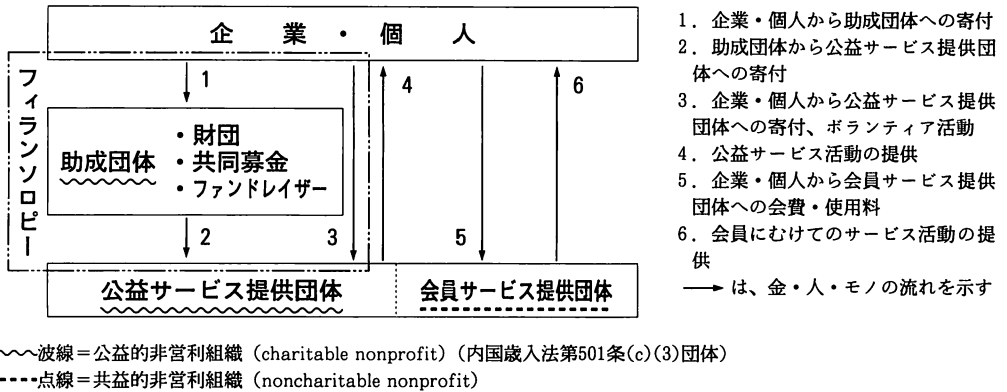 企業・個人
フィランソロピー
1
助成団体
・財団
・共同募金
・ファンドレイザー
2
3
4
5
6
公益サービス提供団体
会員サービス提供団体
1．企業・個人から助成団体への寄付
2．助成団体から公益サービス提供団
体への寄付
3．企業・個人から公益サービス提供
団体への寄付、ボランティア活動
4．公益サービス活動の提供
5．企業・個人から会員サービス提供
団体への会費・使用料
6．会員にむけてのサービス活動の提
供
→は、金・人・モノの流れを示す
波線＝公益的非営利組織（charitable nonprofit）（内国歳入法第501条(c)(3)団体）
点線＝共益的非営利組織（noncharitable nonprofit）